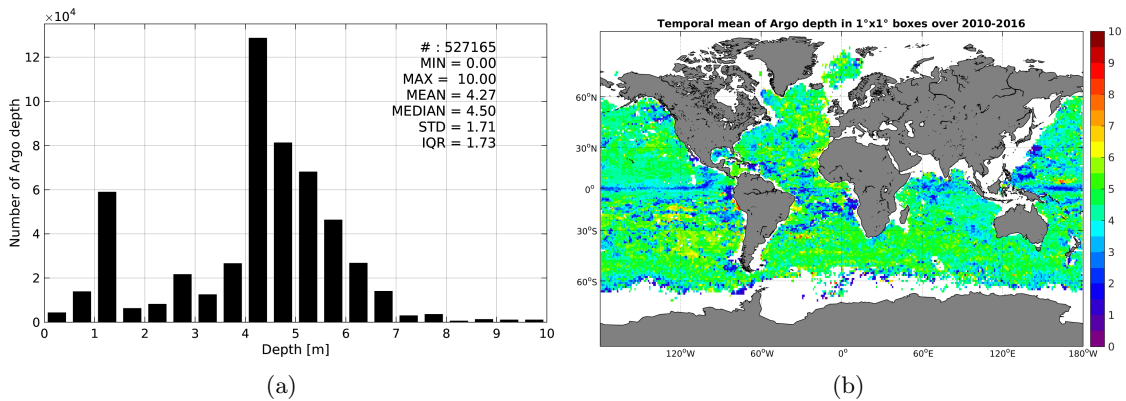 ×10⁴
12
10
8
6
4
2
0
Number of Argo depth
# : 527165
MIN = 0.00
MAX = 10.00
MEAN = 4.27
MEDIAN = 4.50
STD = 1.71
IQR = 1.73
0 1 2 3 4 5 6 7 8 9 10
Depth [m]
(a)
Temporal mean of Argo depth in 1°x1° boxes over 2010-2016
60°N
30°N
0°
30°S
60°S
120°W 60°W 0° 60°E 120°E 180°W
10
9
8
7
6
5
4
3
2
1
0
(b)